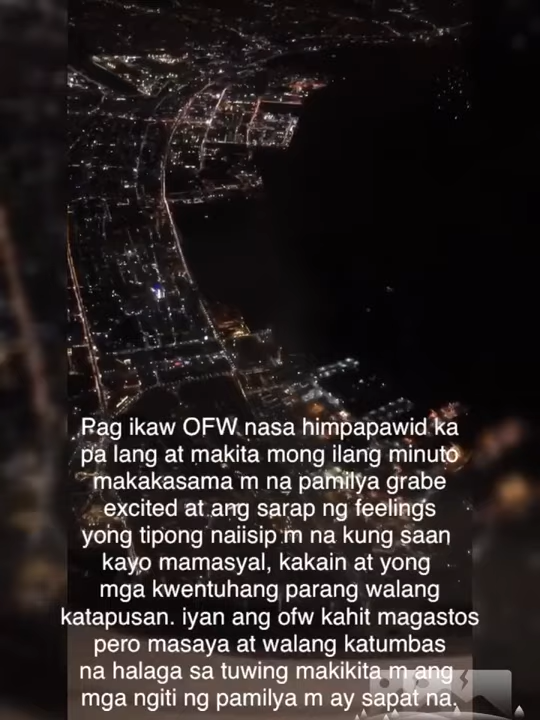 Pag ikaw OFW nasa himpapawid ka
pa lang at makita mong ilang minuto
makakasama m na pamilya grabe
excited at ang sarap ng feelings
yong tipong naiisip m na kung saan
kayo mamasyal, kakain at yong
mga kwentuhang parang walang
katapusan. iyan ang ofw kahit magastos
pero masaya at walang katumbas
na halaga sa tuwing makikita m ang
mga ngiti ng pamilya m ay sapat na.